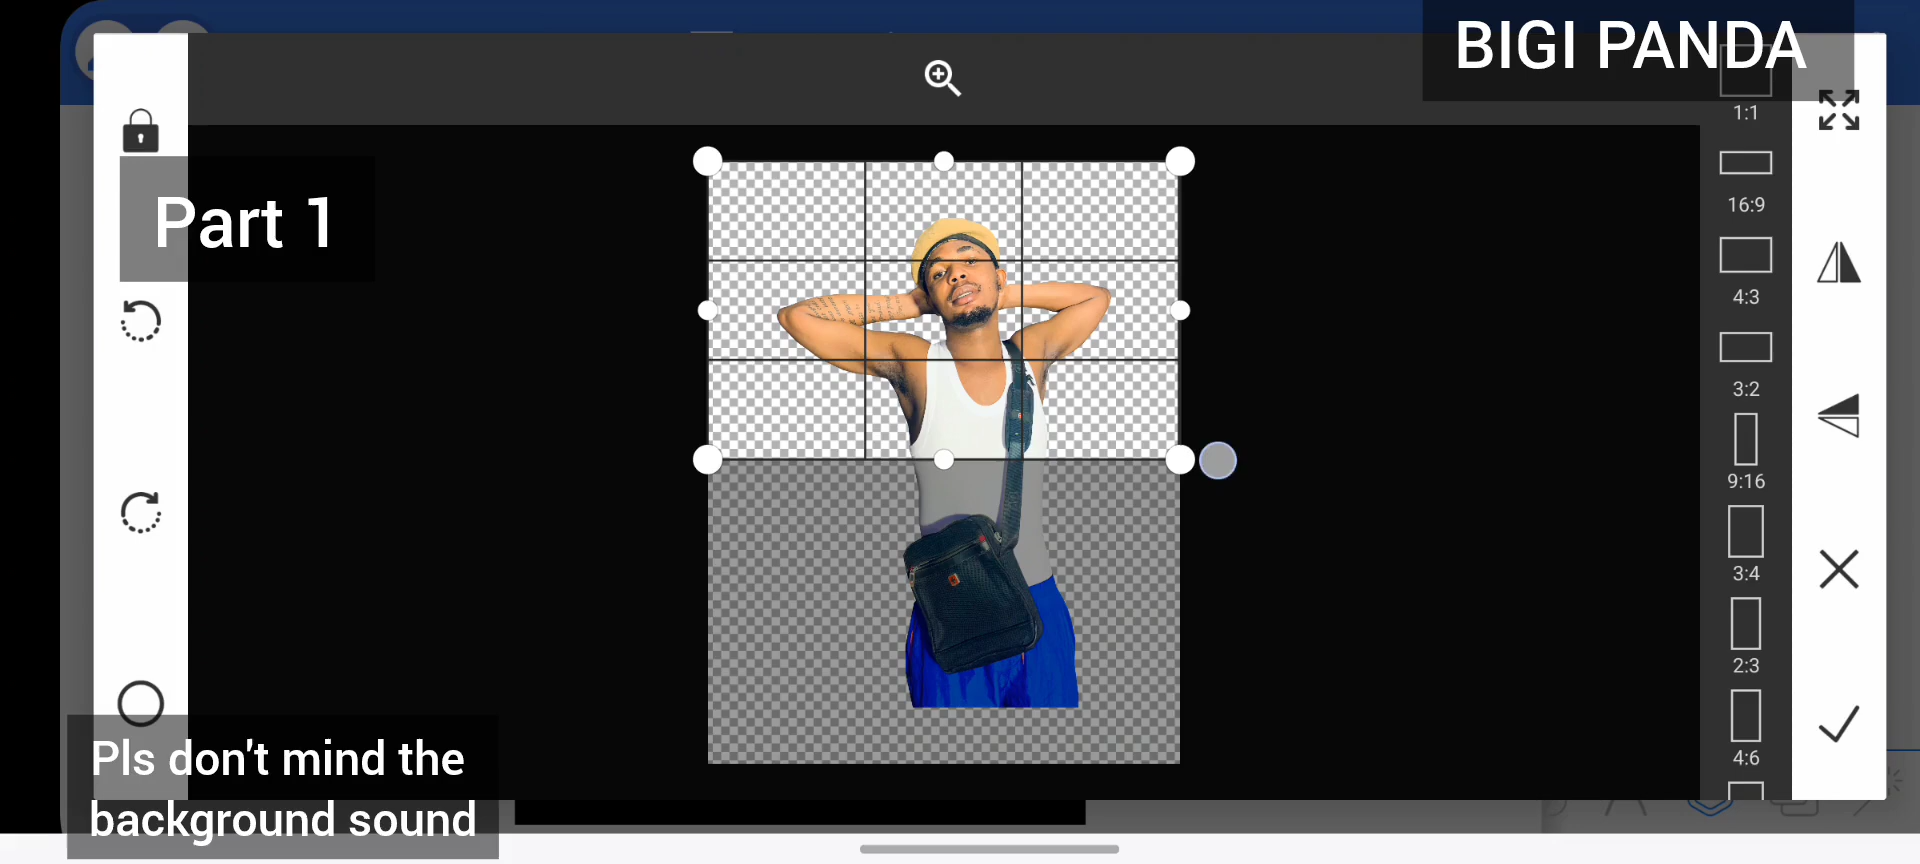 BIGI PANDA
1:1
Part 1
16:9
4:3
3:2
9:16
3:4
2:3
4:6
Pls don't mind the
background sound